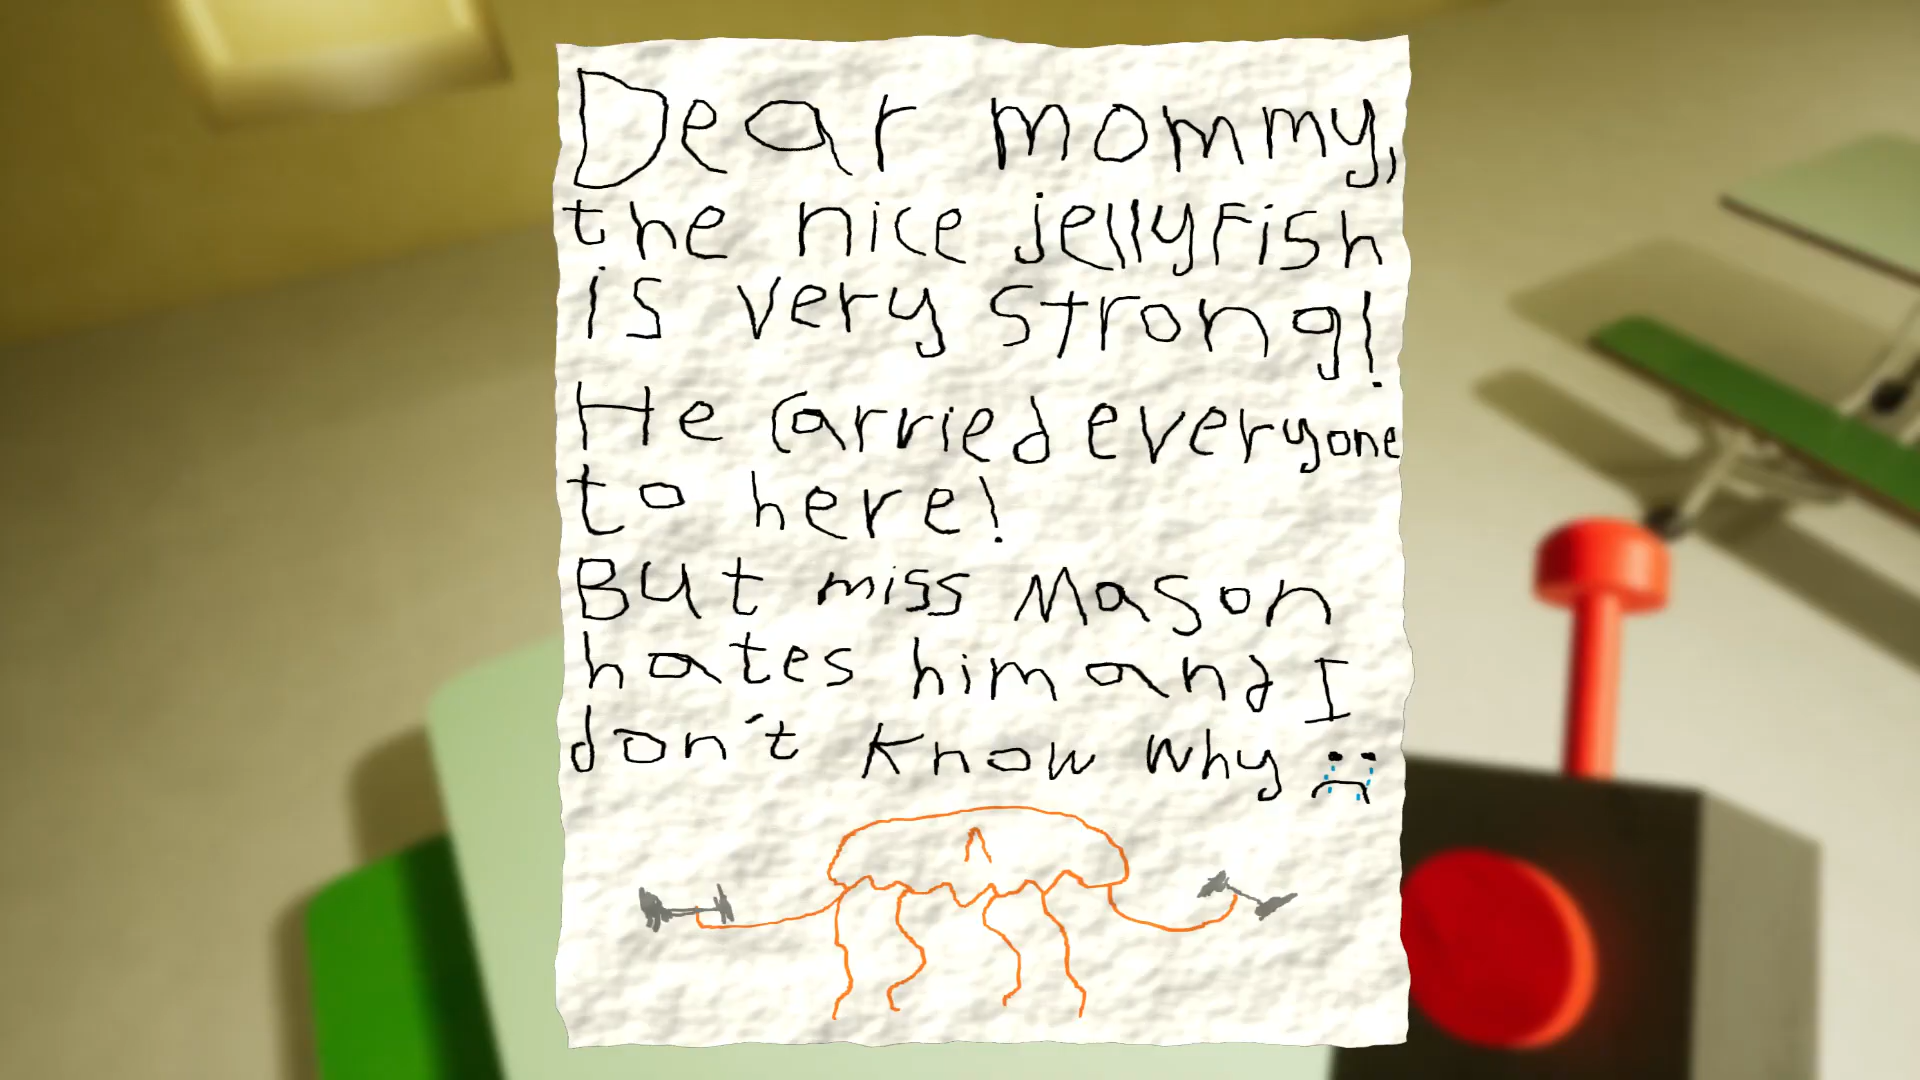 Dear mommy,
the nice jellyfish
is very strong!
He carried everyone
to here!
But miss Mason
hates him and I
don't know why